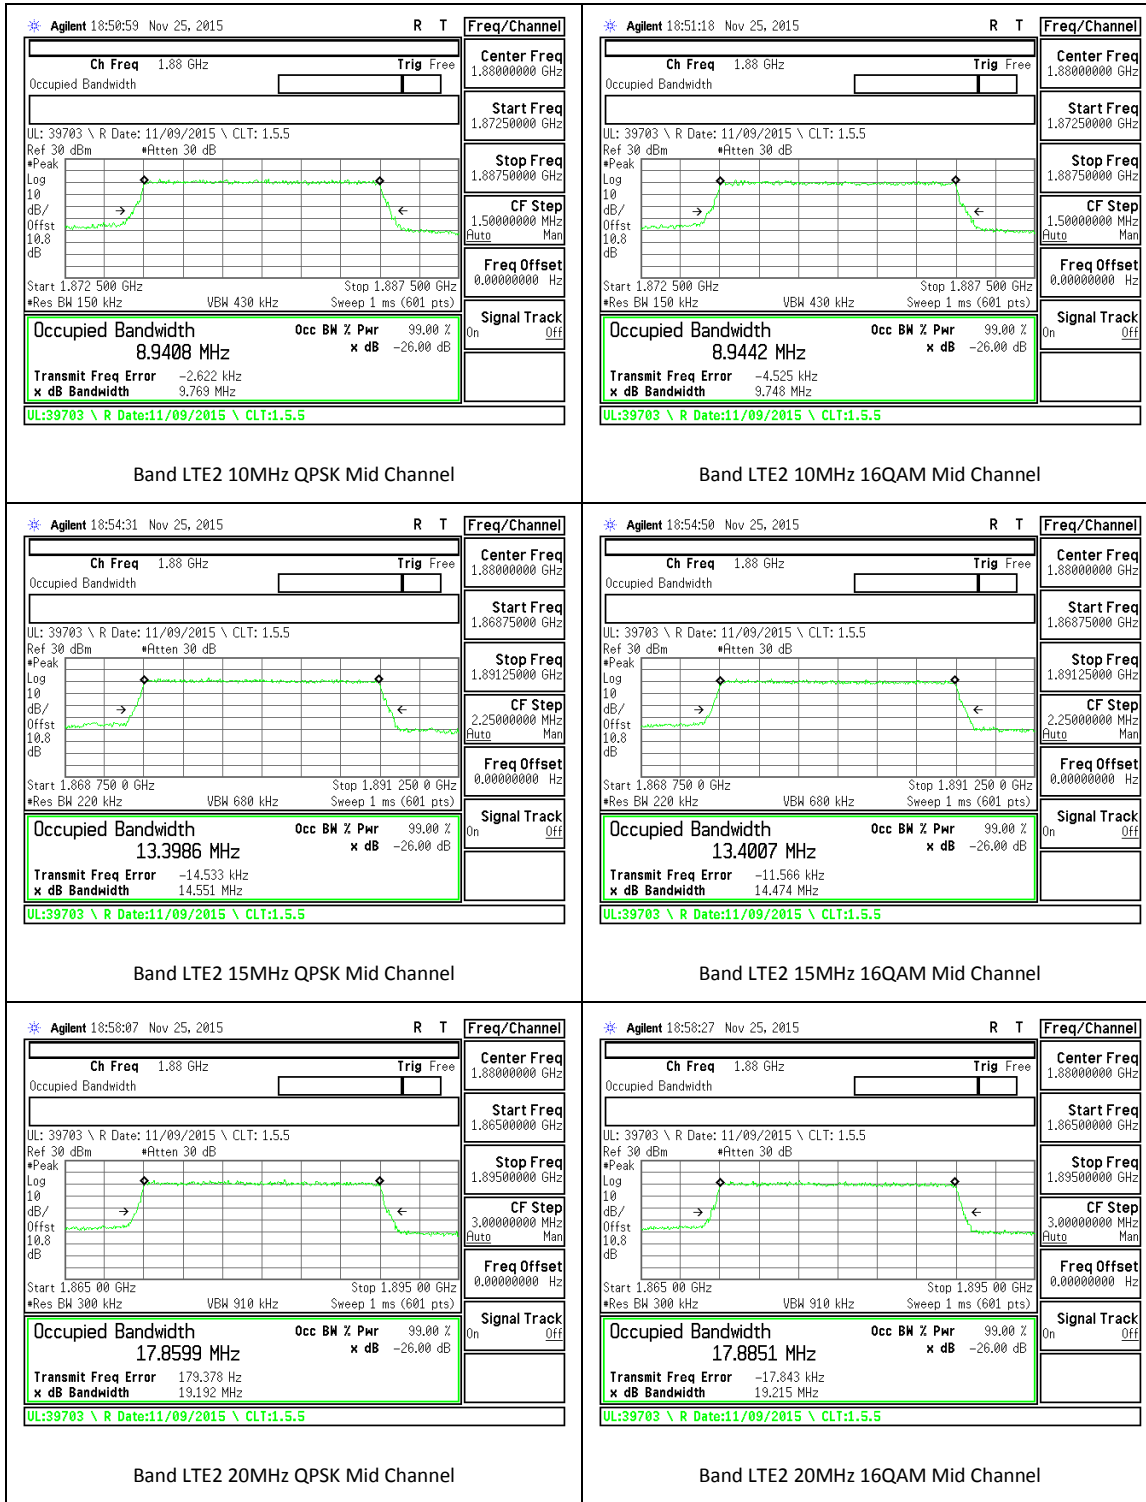 Agilent 18:50:59 Nov 25, 2015 R T Freq/Channel
Ch Freq 1.88 GHz Trig Free
Occupied Bandwidth
Center Freq
1.88000000 GHz
Start Freq
1.87250000 GHz
Stop Freq
1.88750000 GHz
CF Step
1.50000000 MHz
Auto Man
Freq Offset
0.00000000 Hz
Signal Track
On Off
UL: 39703 \ R Date: 11/09/2015 \ CLT: 1.5.5
Ref 30 dBm #Atten 30 dB
#Peak
Log
10
dB/
Offst
10.8
dB
Start 1.872 500 GHz Stop 1.887 500 GHz
#Res BW 150 kHz VBW 430 kHz Sweep 1 ms (601 pts)
Occupied Bandwidth Occ BW % Pwr 99.00 %
8.9408 MHz x dB -26.00 dB
Transmit Freq Error -2.622 kHz
x dB Bandwidth 9.769 MHz
UL:39703 \ R Date:11/09/2015 \ CLT:1.5.5
Band LTE2 10MHz QPSK Mid Channel
Agilent 18:51:18 Nov 25, 2015 R T Freq/Channel
Ch Freq 1.88 GHz Trig Free
Occupied Bandwidth
Center Freq
1.88000000 GHz
Start Freq
1.87250000 GHz
Stop Freq
1.88750000 GHz
CF Step
1.50000000 MHz
Auto Man
Freq Offset
0.00000000 Hz
Signal Track
On Off
UL: 39703 \ R Date: 11/09/2015 \ CLT: 1.5.5
Ref 30 dBm #Atten 30 dB
#Peak
Log
10
dB/
Offst
10.8
dB
Start 1.872 500 GHz Stop 1.887 500 GHz
#Res BW 150 kHz VBW 430 kHz Sweep 1 ms (601 pts)
Occupied Bandwidth Occ BW % Pwr 99.00 %
8.9442 MHz x dB -26.00 dB
Transmit Freq Error -4.525 kHz
x dB Bandwidth 9.748 MHz
UL:39703 \ R Date:11/09/2015 \ CLT:1.5.5
Band LTE2 10MHz 16QAM Mid Channel
Agilent 18:54:31 Nov 25, 2015 R T Freq/Channel
Ch Freq 1.88 GHz Trig Free
Occupied Bandwidth
Center Freq
1.88000000 GHz
Start Freq
1.86875000 GHz
Stop Freq
1.89125000 GHz
CF Step
2.25000000 MHz
Auto Man
Freq Offset
0.00000000 Hz
Signal Track
On Off
UL: 39703 \ R Date: 11/09/2015 \ CLT: 1.5.5
Ref 30 dBm #Atten 30 dB
#Peak
Log
10
dB/
Offst
10.8
dB
Start 1.868 750 0 GHz Stop 1.891 250 0 GHz
#Res BW 220 kHz VBW 680 kHz Sweep 1 ms (601 pts)
Occupied Bandwidth Occ BW % Pwr 99.00 %
13.3986 MHz x dB -26.00 dB
Transmit Freq Error -14.533 kHz
x dB Bandwidth 14.551 MHz
UL:39703 \ R Date:11/09/2015 \ CLT:1.5.5
Band LTE2 15MHz QPSK Mid Channel
Agilent 18:54:50 Nov 25, 2015 R T Freq/Channel
Ch Freq 1.88 GHz Trig Free
Occupied Bandwidth
Center Freq
1.88000000 GHz
Start Freq
1.86875000 GHz
Stop Freq
1.89125000 GHz
CF Step
2.25000000 MHz
Auto Man
Freq Offset
0.00000000 Hz
Signal Track
On Off
UL: 39703 \ R Date: 11/09/2015 \ CLT: 1.5.5
Ref 30 dBm #Atten 30 dB
#Peak
Log
10
dB/
Offst
10.8
dB
Start 1.868 750 0 GHz Stop 1.891 250 0 GHz
#Res BW 220 kHz VBW 680 kHz Sweep 1 ms (601 pts)
Occupied Bandwidth Occ BW % Pwr 99.00 %
13.4007 MHz x dB -26.00 dB
Transmit Freq Error -11.566 kHz
x dB Bandwidth 14.474 MHz
UL:39703 \ R Date:11/09/2015 \ CLT:1.5.5
Band LTE2 15MHz 16QAM Mid Channel
Agilent 18:58:07 Nov 25, 2015 R T Freq/Channel
Ch Freq 1.88 GHz Trig Free
Occupied Bandwidth
Center Freq
1.88000000 GHz
Start Freq
1.86500000 GHz
Stop Freq
1.89500000 GHz
CF Step
3.00000000 MHz
Auto Man
Freq Offset
0.00000000 Hz
Signal Track
On Off
UL: 39703 \ R Date: 11/09/2015 \ CLT: 1.5.5
Ref 30 dBm #Atten 30 dB
#Peak
Log
10
dB/
Offst
10.8
dB
Start 1.865 00 GHz Stop 1.895 00 GHz
#Res BW 300 kHz VBW 910 kHz Sweep 1 ms (601 pts)
Occupied Bandwidth Occ BW % Pwr 99.00 %
17.8599 MHz x dB -26.00 dB
Transmit Freq Error 179.378 Hz
x dB Bandwidth 19.192 MHz
UL:39703 \ R Date:11/09/2015 \ CLT:1.5.5
Band LTE2 20MHz QPSK Mid Channel
Agilent 18:58:27 Nov 25, 2015 R T Freq/Channel
Ch Freq 1.88 GHz Trig Free
Occupied Bandwidth
Center Freq
1.88000000 GHz
Start Freq
1.86500000 GHz
Stop Freq
1.89500000 GHz
CF Step
3.00000000 MHz
Auto Man
Freq Offset
0.00000000 Hz
Signal Track
On Off
UL: 39703 \ R Date: 11/09/2015 \ CLT: 1.5.5
Ref 30 dBm #Atten 30 dB
#Peak
Log
10
dB/
Offst
10.8
dB
Start 1.865 00 GHz Stop 1.895 00 GHz
#Res BW 300 kHz VBW 910 kHz Sweep 1 ms (601 pts)
Occupied Bandwidth Occ BW % Pwr 99.00 %
17.8851 MHz x dB -26.00 dB
Transmit Freq Error -17.843 kHz
x dB Bandwidth 19.215 MHz
UL:39703 \ R Date:11/09/2015 \ CLT:1.5.5
Band LTE2 20MHz 16QAM Mid Channel